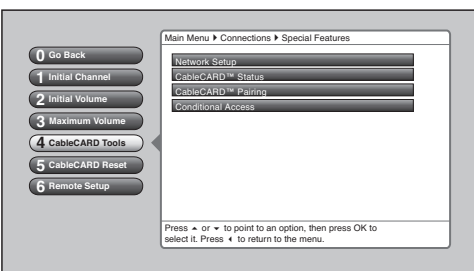 0 Go Back
1 Initial Channel
2 Initial Volume
3 Maximum Volume
4 CableCARD Tools
5 CableCARD Reset
6 Remote Setup
Main Menu ▶ Connections ▶ Special Features
Network Setup
CableCARD™ Status
CableCARD™ Pairing
Conditional Access
Press ▲ or ▼ to point to an option, then press OK to
select it. Press ◀ to return to the menu.